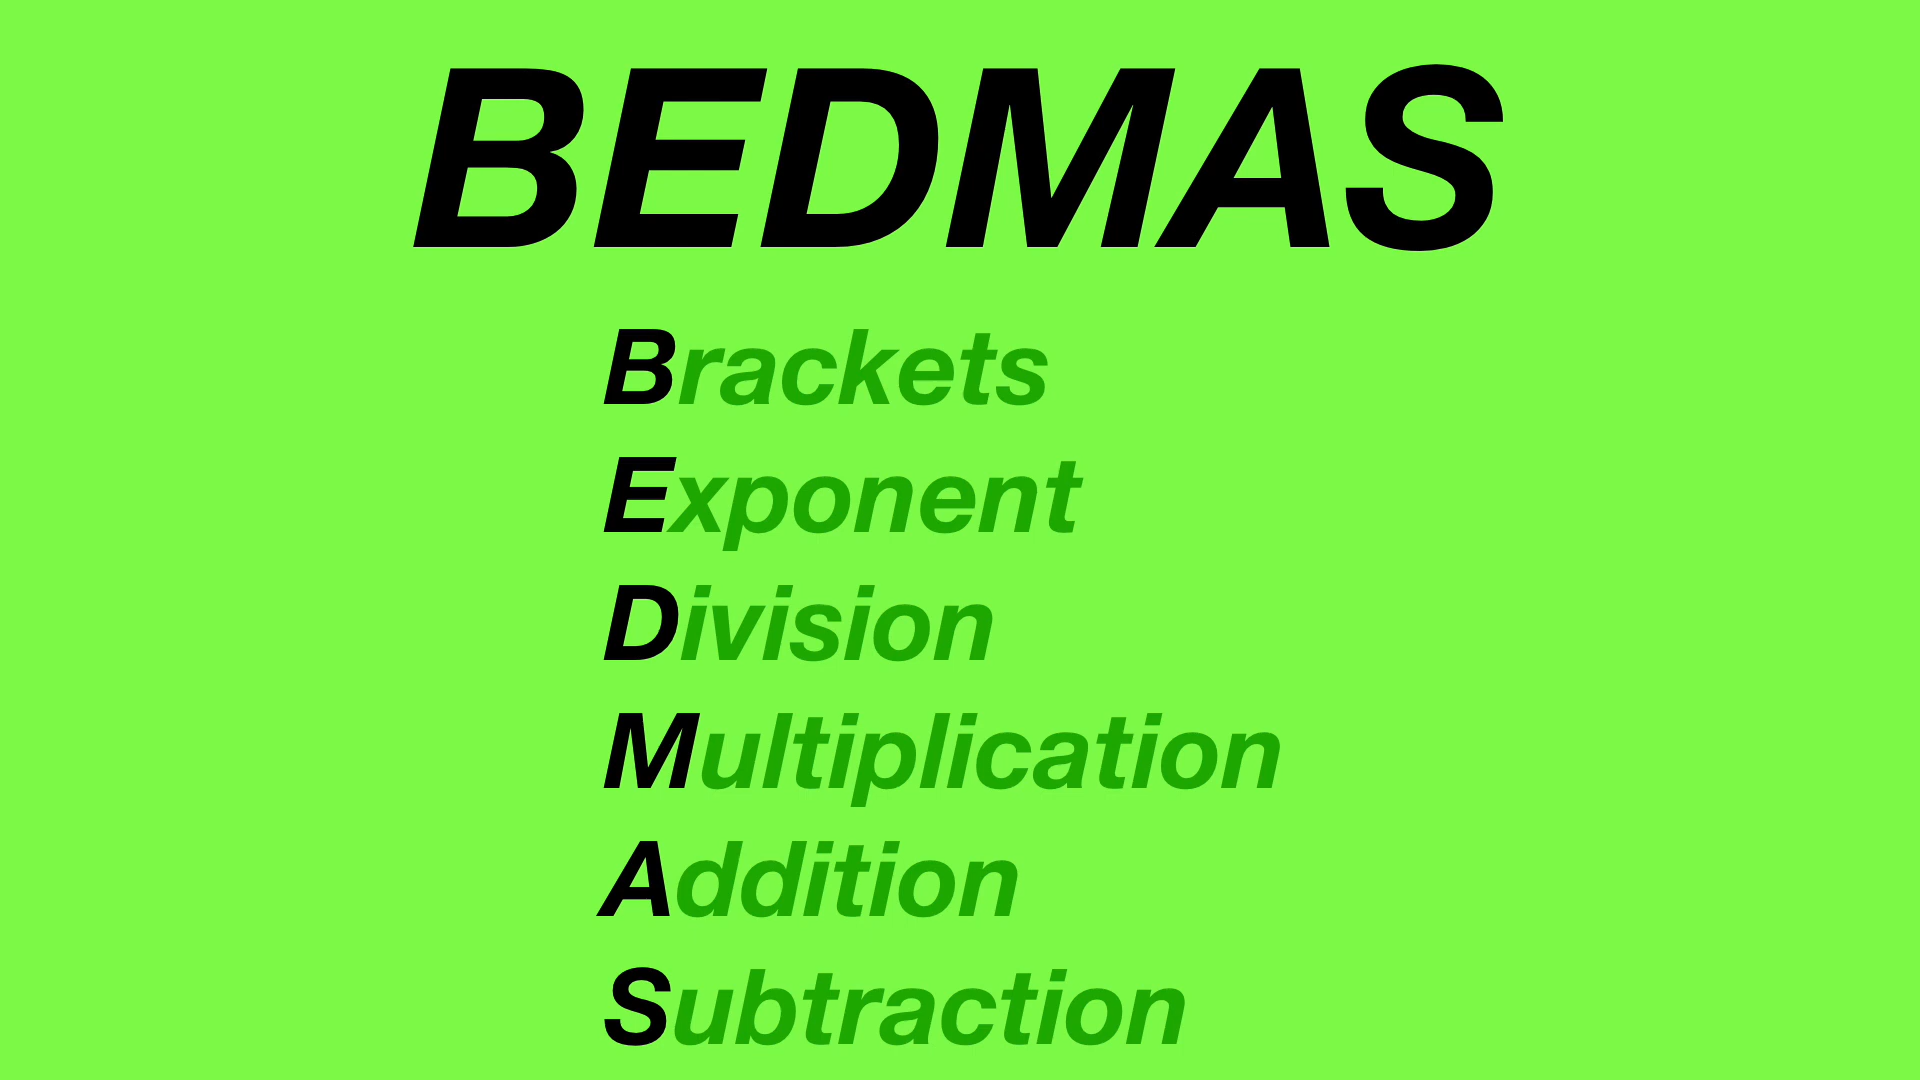 BEDMAS
Brackets
Exponent
Division
Multiplication
Addition
Subtraction